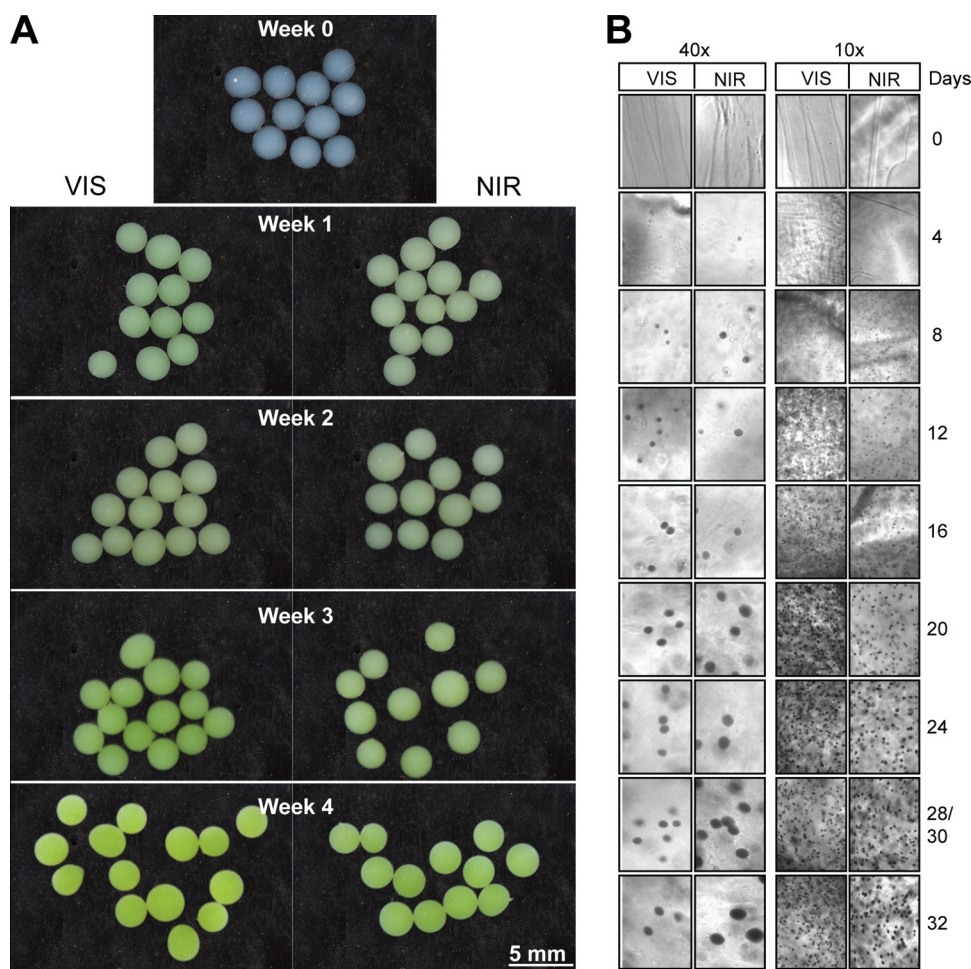 A
Week 0
VIS
NIR
Week 1
Week 2
Week 3
Week 4
5 mm
B
40x 10x
VIS NIR VIS NIR Days
0
4
8
12
16
20
24
28/
30
32